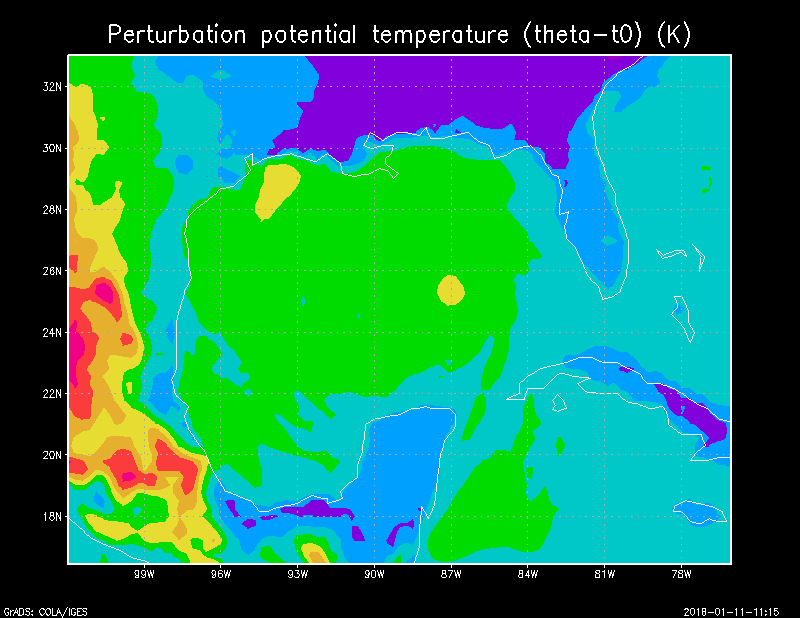 Perturbation potential temperature (theta−t0) (K)
32N
30N
28N
26N
24N
22N
20N
18N
99W 96W 93W 90W 87W 84W 81W 78W
GrADS: COLA/IGES 2018-01-11-11:15